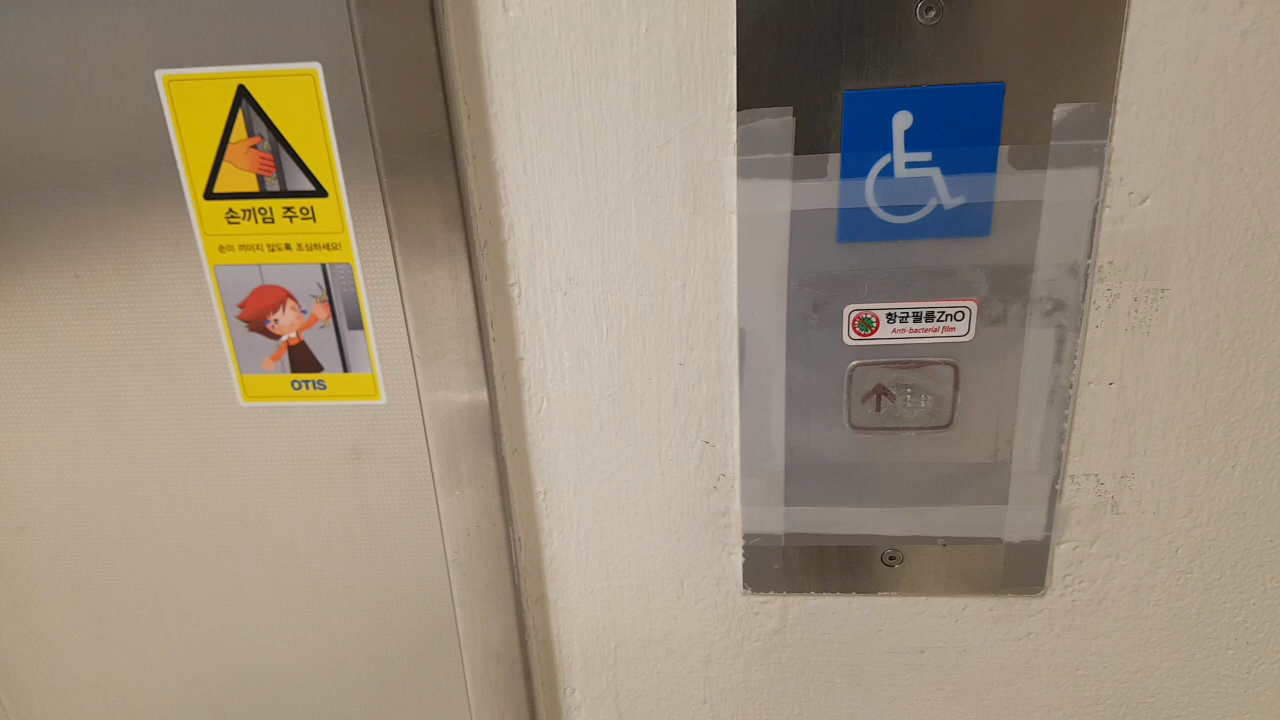 손끼임 주의
손이 끼이지 않도록 조심하세요!
OTIS
항균필름ZnO
Anti-bacterial film